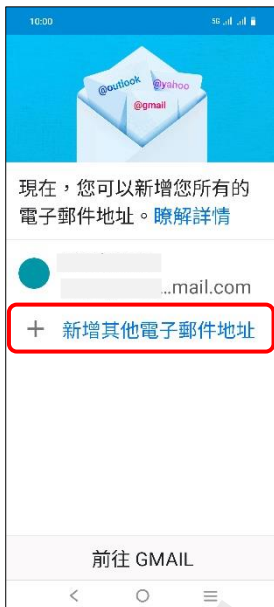 10:00 5G
@outlook @yahoo
@gmail
現在，您可以新增您所有的
電子郵件地址。瞭解詳情
...mail.com
+ 新增其他電子郵件地址
前往 GMAIL